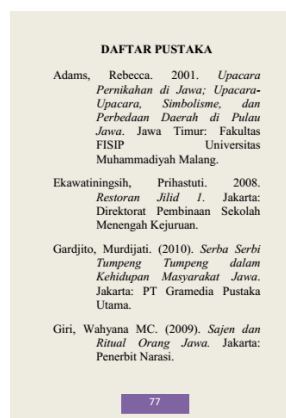 DAFTAR PUSTAKA
Adams, Rebecca. 2001. Upacara
Pernikahan di Jawa; Upacara-
Upacara, Simbolisme, dan
Perbedaan Daerah di Pulau
Jawa. Jawa Timur: Fakultas
FISIP Universitas
Muhammadiyah Malang.
Ekawatiningsih, Prihastuti. 2008.
Restoran Jilid 1. Jakarta:
Direktorat Pembinaan Sekolah
Menengah Kejuruan.
Gardjito, Murdijati. (2010). Serba Serbi
Tumpeng Tumpeng dalam
Kehidupan Masyarakat Jawa.
Jakarta: PT Gramedia Pustaka
Utama.
Giri, Wahyana MC. (2009). Sajen dan
Ritual Orang Jawa. Jakarta:
Penerbit Narasi.
77